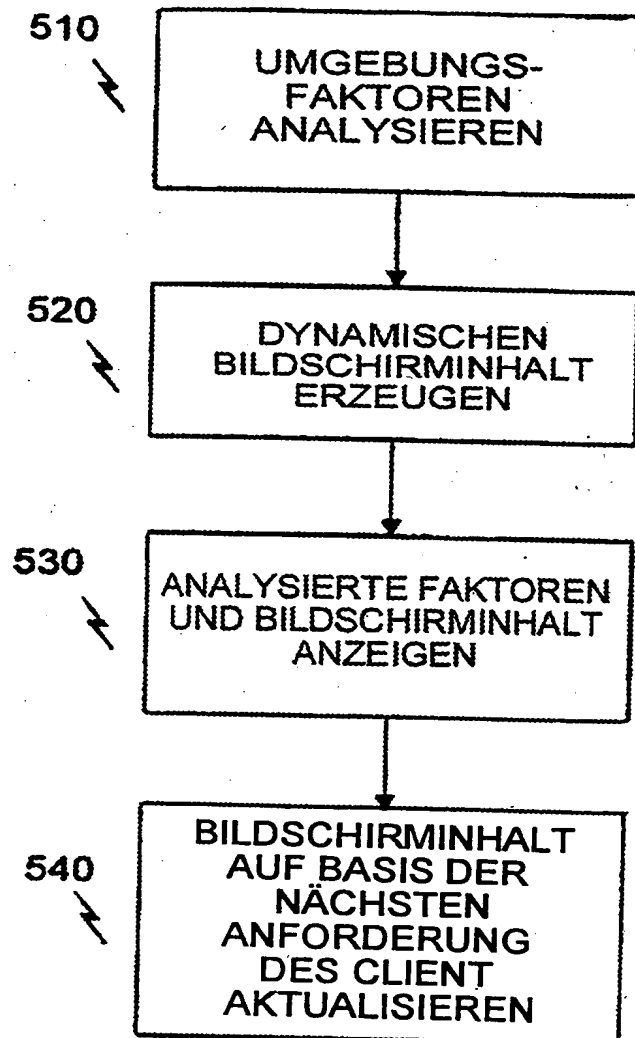 510
UMGEBUNGS-
FAKTOREN
ANALYSIEREN
520
DYNAMISCHEN
BILDSCHIRMINHALT
ERZEUGEN
530
ANALYSIERTE FAKTOREN
UND BILDSCHIRMINHALT
ANZEIGEN
540
BILDSCHIRMINHALT
AUF BASIS DER
NÄCHSTEN
ANFORDERUNG
DES CLIENT
AKTUALISIEREN